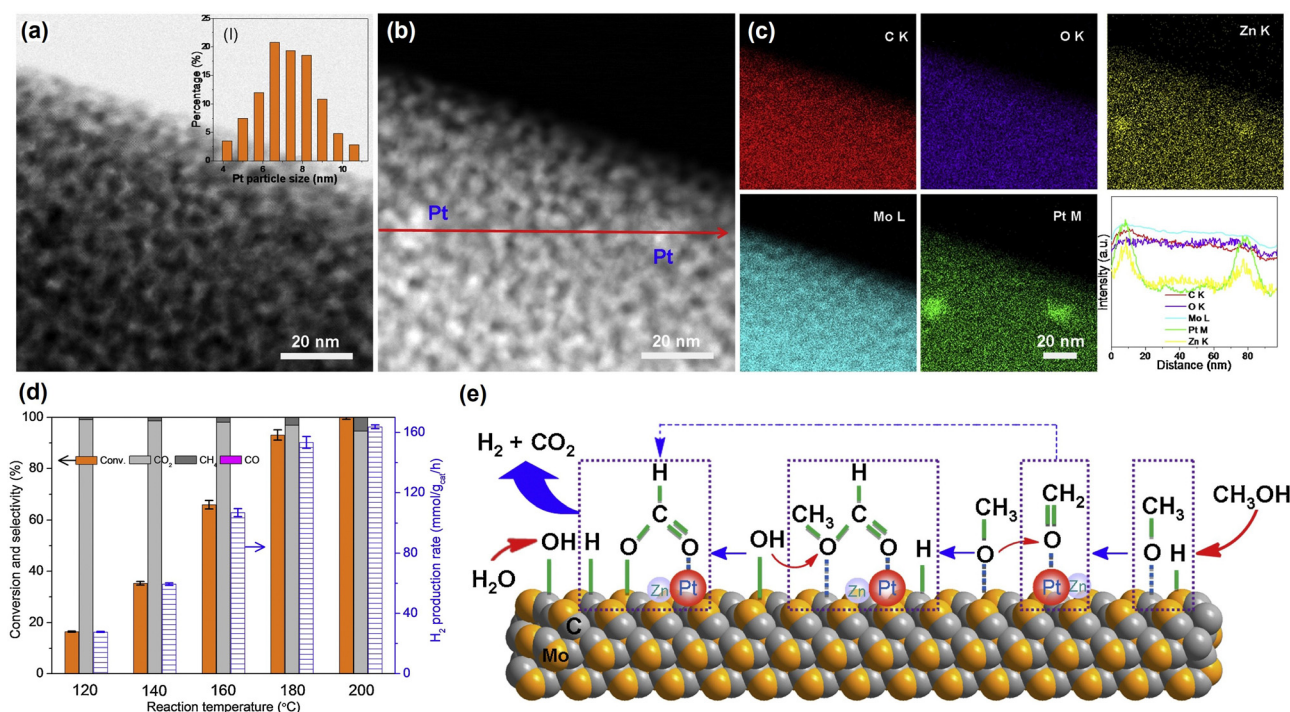 (a)
(I)
25
20
15
10
5
0
Percentage (%)
4
6
8
10
Pt particle size (nm)
20 nm
(b)
Pt
Pt
20 nm
(c)
C K
O K
Zn K
Mo L
Pt M
20 nm
Intensity (a.u.)
C K
O K
Mo L
Pt M
Zn K
0
20
40
60
80
Distance (nm)
(d)
100
80
60
40
20
0
Conversion and selectivity (%)
Conv.
CO2
CH4
CO
160
120
80
40
0
H2 production rate (mmol/gcat/h)
120
140
160
180
200
Reaction temperature (°C)
(e)
H2 + CO2
H
H
CH2
CH3
CH3OH
C
CH3
C
CH3
O
OH
H
O
O
OH
O
O
H
O
O
H
H2O
Zn
Pt
Zn
Pt
Pt
Zn
C
Mo